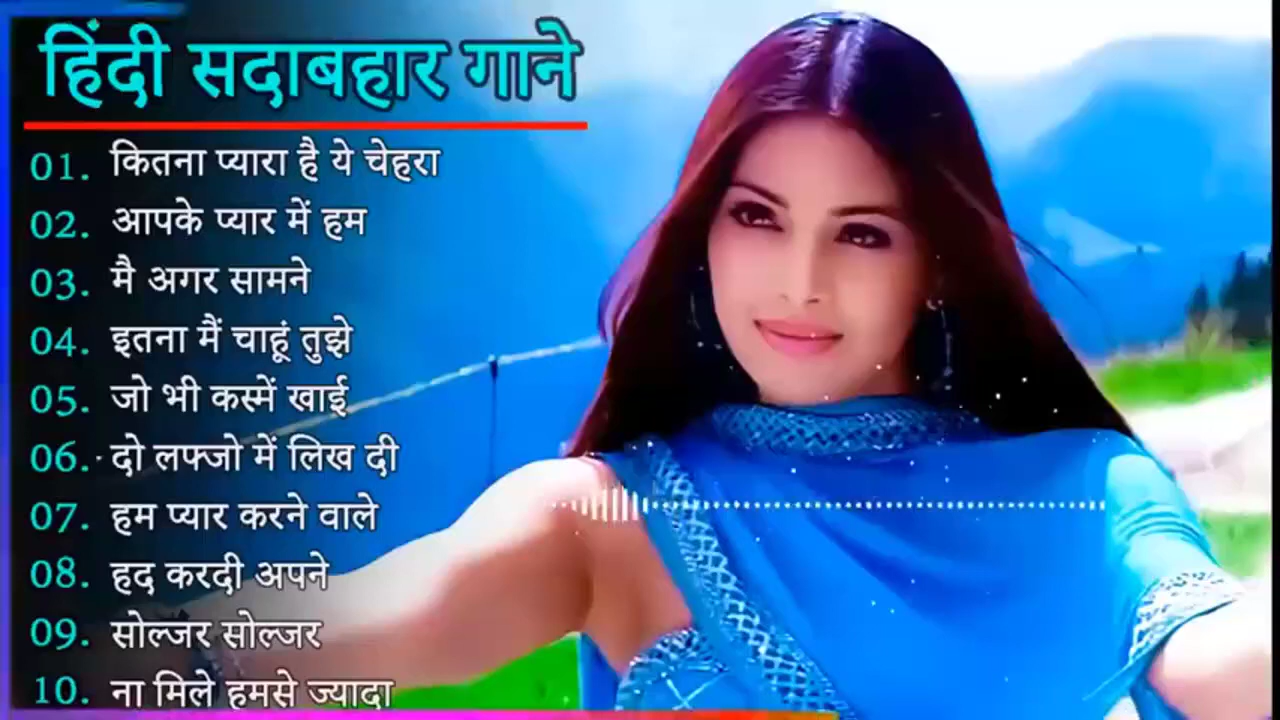 हिंदी सदाबहार गाने
01. कितना प्यारा है ये चेहरा
02. आपके प्यार में हम
03. मै अगर सामने
04. इतना मैं चाहूं तुझे
05. जो भी कस्में खाई
06. दो लफ्जो में लिख दी
07. हम प्यार करने वाले
08. हद करदी अपने
09. सोल्जर सोल्जर
10. ना मिले हमसे ज्यादा